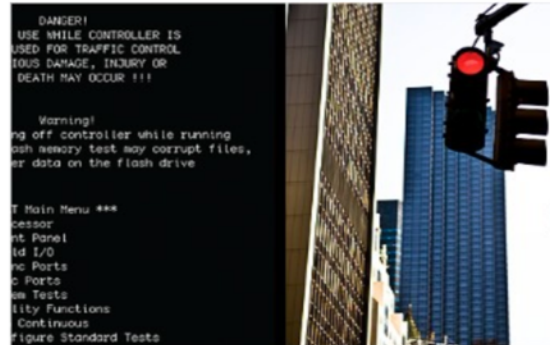 DANGER!
USE WHILE CONTROLLER IS
USED FOR TRAFFIC CONTROL
IOUS DAMAGE, INJURY OR
DEATH MAY OCCUR !!!
Warning!
ng off controller while running
ash memory test may corrupt files,
er data on the flash drive
T Main Menu ***
cessor
nt Panel
ld I/O
nc Ports
c Ports
em Tests
lity Functions
Continuous
figure Standard Tests